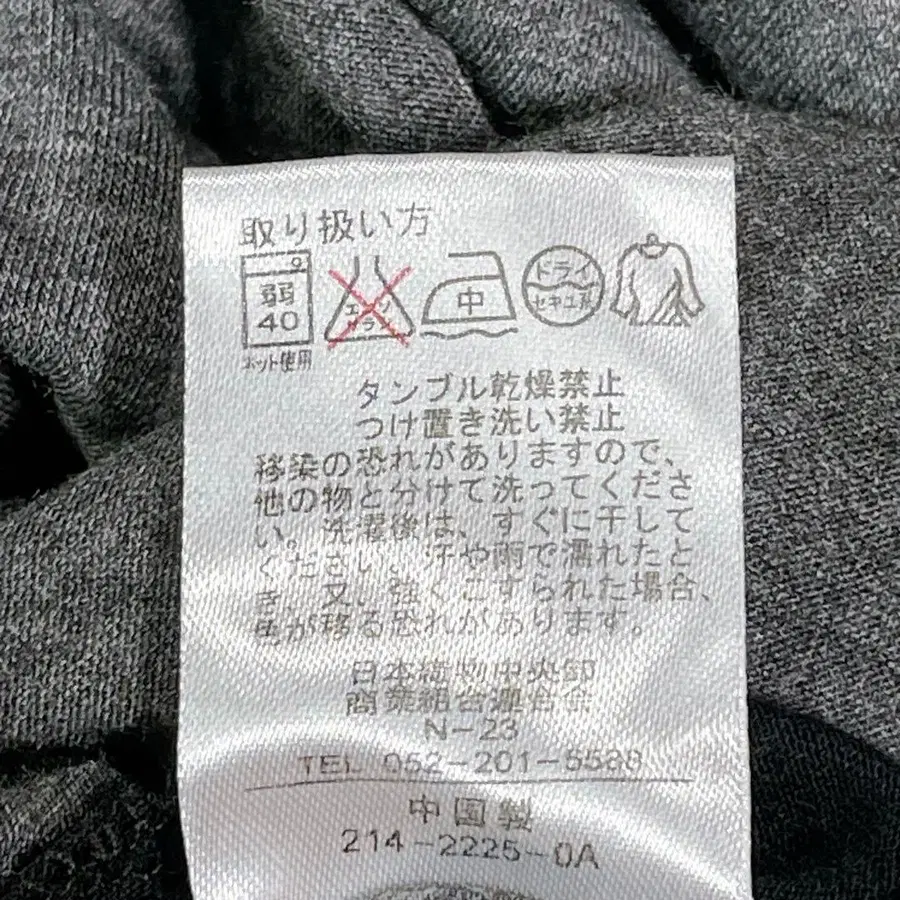 取り扱い方
弱
40
ネット使用
エンソ
サラシ
中
ドライ
セキユ系
タンブル乾燥禁止
つけ置き洗い禁止
移染の恐れがありますので、
他の物と分けて洗ってくださ
い。洗濯後は、すぐに干して
ください。汗や雨で濡れたと
き、又、強くこすられた場合、
色が移る恐れがあります。
日本織物中央卸
商業組合連合会
N-23
TEL 052-201-5588
中国製
214-2225-0A